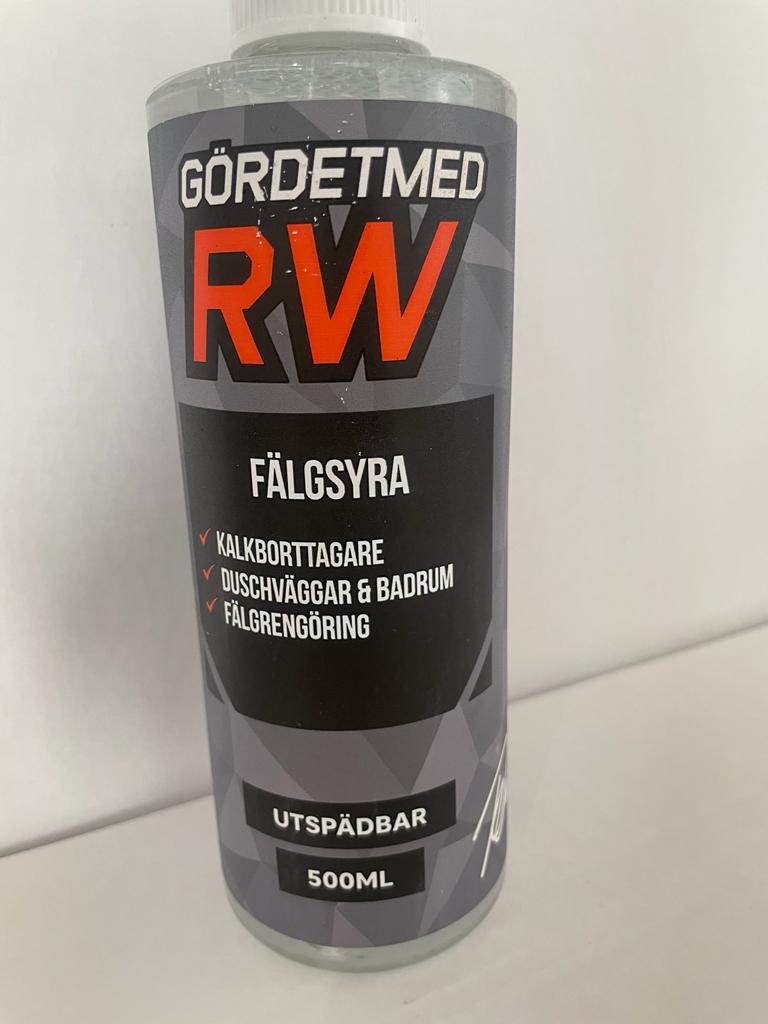 GÖRDETMED
RW
FÄLGSYRA
KALKBORTTAGARE
DUSCHVÄGGAR & BADRUM
FÄLGRENGÖRING
UTSPÄDBAR
500ML